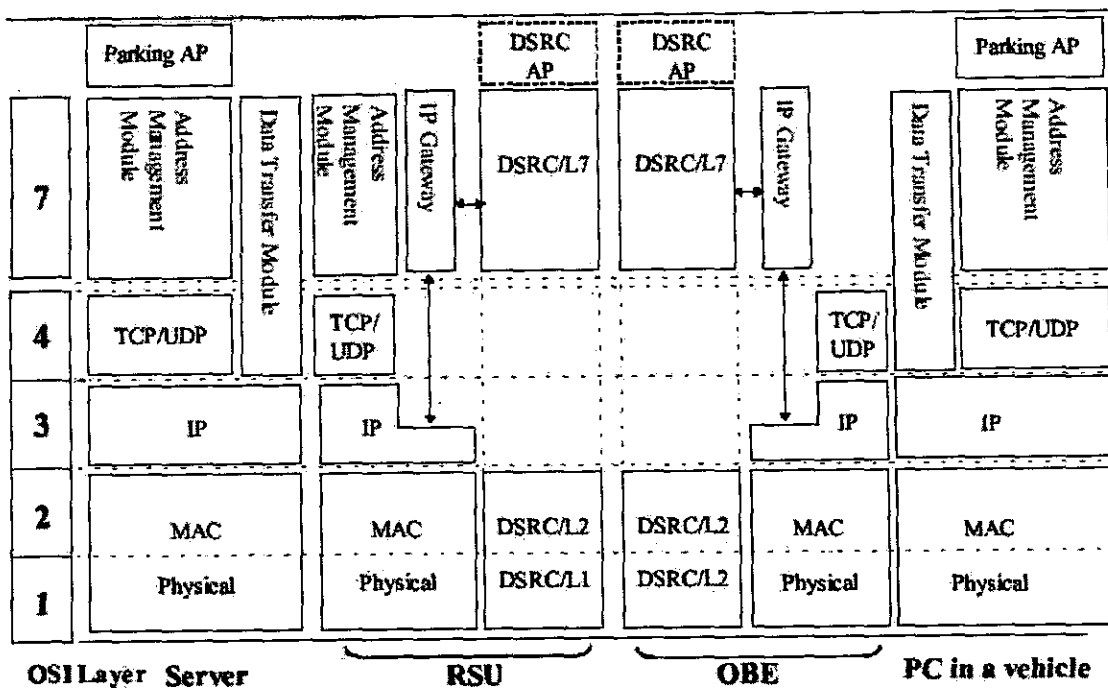 Parking AP
DSRC
AP
DSRC
AP
Parking AP
7
Address
Management
Module
Data Transfer Module
Address
Management
Module
IP Gateway
DSRC/L7
DSRC/L7
IP Gateway
Data Transfer Module
Address
Management
Module
4
TCP/UDP
TCP/
UDP
TCP/
UDP
TCP/UDP
3
IP
IP
IP
IP
2
MAC
MAC
DSRC/L2
DSRC/L2
MAC
MAC
1
Physical
Physical
DSRC/L1
DSRC/L2
Physical
Physical
OSI Layer
Server
RSU
OBE
PC in a vehicle